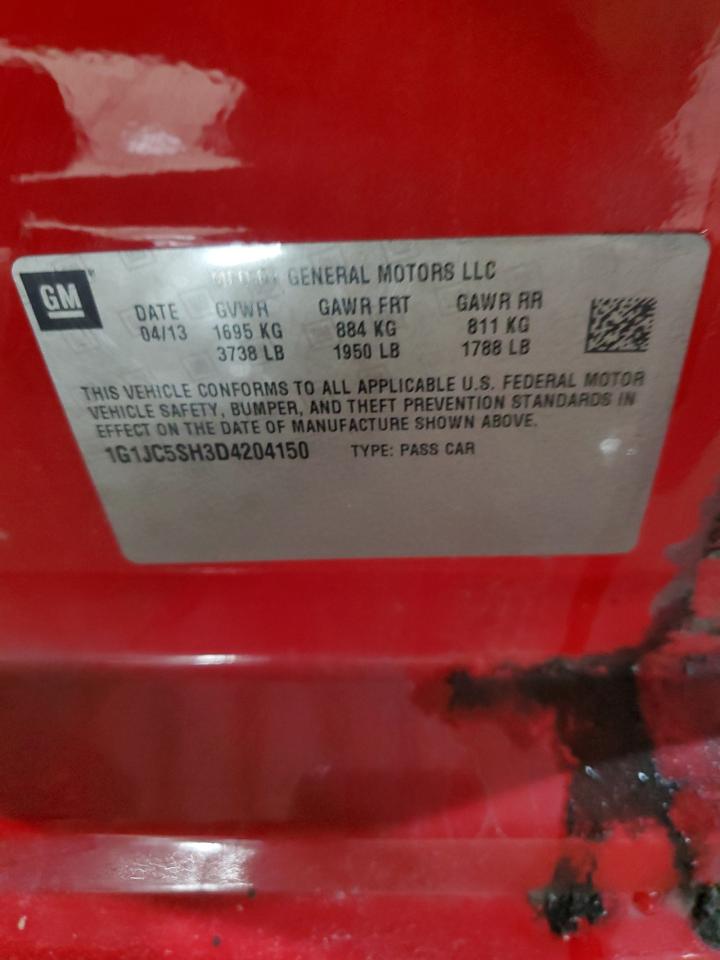 GM
MFD BY GENERAL MOTORS LLC
DATE GVWR GAWR FRT GAWR RR
04/13 1695 KG 884 KG 811 KG
3738 LB 1950 LB 1788 LB
THIS VEHICLE CONFORMS TO ALL APPLICABLE U.S. FEDERAL MOTOR
VEHICLE SAFETY, BUMPER, AND THEFT PREVENTION STANDARDS IN
EFFECT ON THE DATE OF MANUFACTURE SHOWN ABOVE.
1G1JC5SH3D4204150 TYPE: PASS CAR